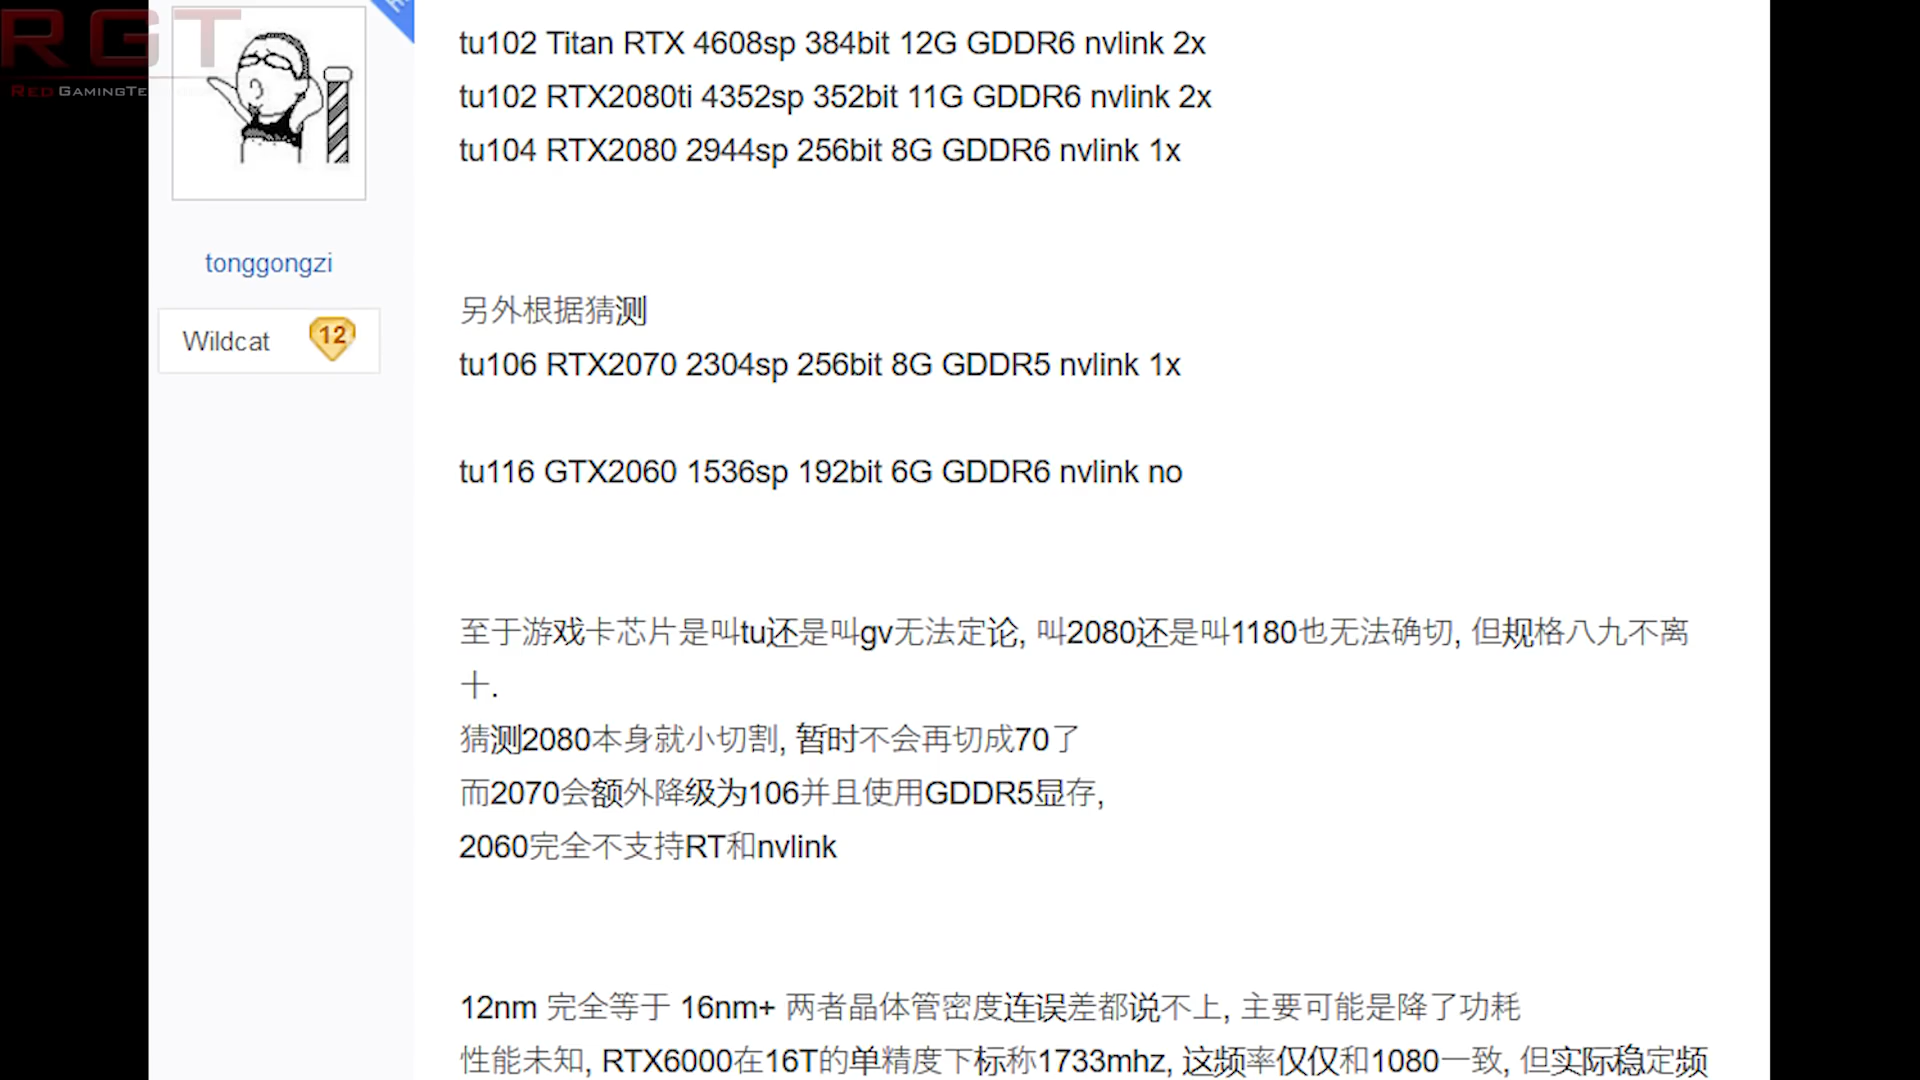 RGT
RED GAMINGTE
tu102 Titan RTX 4608sp 384bit 12G GDDR6 nvlink 2x
tu102 RTX2080ti 4352sp 352bit 11G GDDR6 nvlink 2x
tu104 RTX2080 2944sp 256bit 8G GDDR6 nvlink 1x
tonggongzi
Wildcat 12
另外根据猜测
tu106 RTX2070 2304sp 256bit 8G GDDR5 nvlink 1x
tu116 GTX2060 1536sp 192bit 6G GDDR6 nvlink no
至于游戏卡芯片是叫tu还是叫gv无法定论, 叫2080还是叫1180也无法确切, 但规格八九不离
十.
猜测2080本身就小切割, 暂时不会再切成70了
而2070会额外降级为106并且使用GDDR5显存,
2060完全不支持RT和nvlink
12nm 完全等于 16nm+ 两者晶体管密度连误差都说不上, 主要可能是降了功耗
性能未知, RTX6000在16T的单精度下标称1733mhz, 这频率仅仅和1080一致, 但实际稳定频